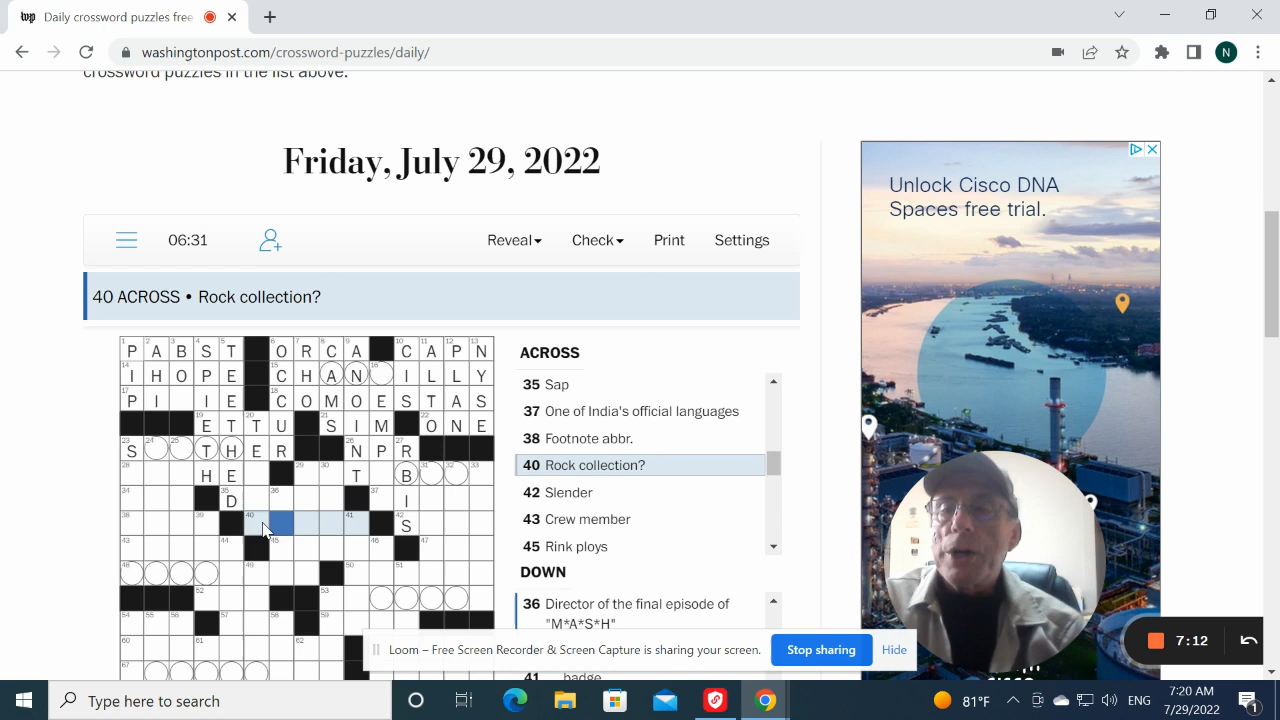 Daily crossword puzzles free
washingtonpost.com/crossword-puzzles/daily/
N
crossword puzzles in the list above.
Friday, July 29, 2022
06:31
Reveal
Check
Print
Settings
40 ACROSS • Rock collection?
P A B S T O R C A C A P N
I H O P E C H A N I L L Y
P I I E C O M O E S T A S
E T T U S I M O N E
S T H E R N P R
H E T B
D I
S
ACROSS
35 Sap
37 One of India's official languages
38 Footnote abbr.
40 Rock collection?
42 Slender
43 Crew member
45 Rink ploys
DOWN
36 Director of the final episode of
"M*A*S*H"
41
badge
Unlock Cisco DNA
Spaces free trial.
Loom – Free Screen Recorder & Screen Capture is sharing your screen.
Stop sharing
Hide
7:12
Type here to search
81°F
ENG
7:20 AM
7/29/2022
1